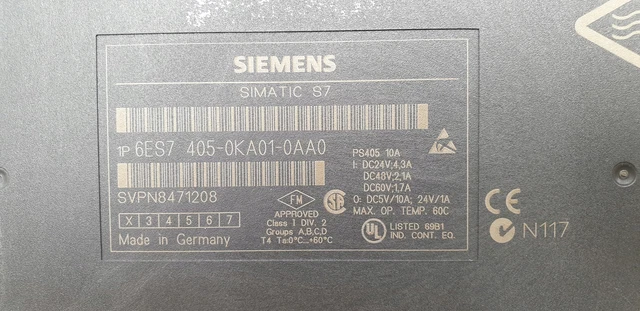 SIEMENS
SIMATIC S7
1P 6ES7 405-0KA01-0AA0
SVPN8471208
X 3 4 5 6 7
Made in Germany
FM
APPROVED
Class I DIV. 2
Groups A,B,C,D
T4 Ta:0°C...+60°C
PS405 10A
I: DC24V:4,3A
DC48V:2,1A
DC60V:1,7A
O: DC5V/10A; 24V/1A
MAX. OP. TEMP. 60C
UL LISTED 69B1
IND. CONT. EQ.
CE
N117